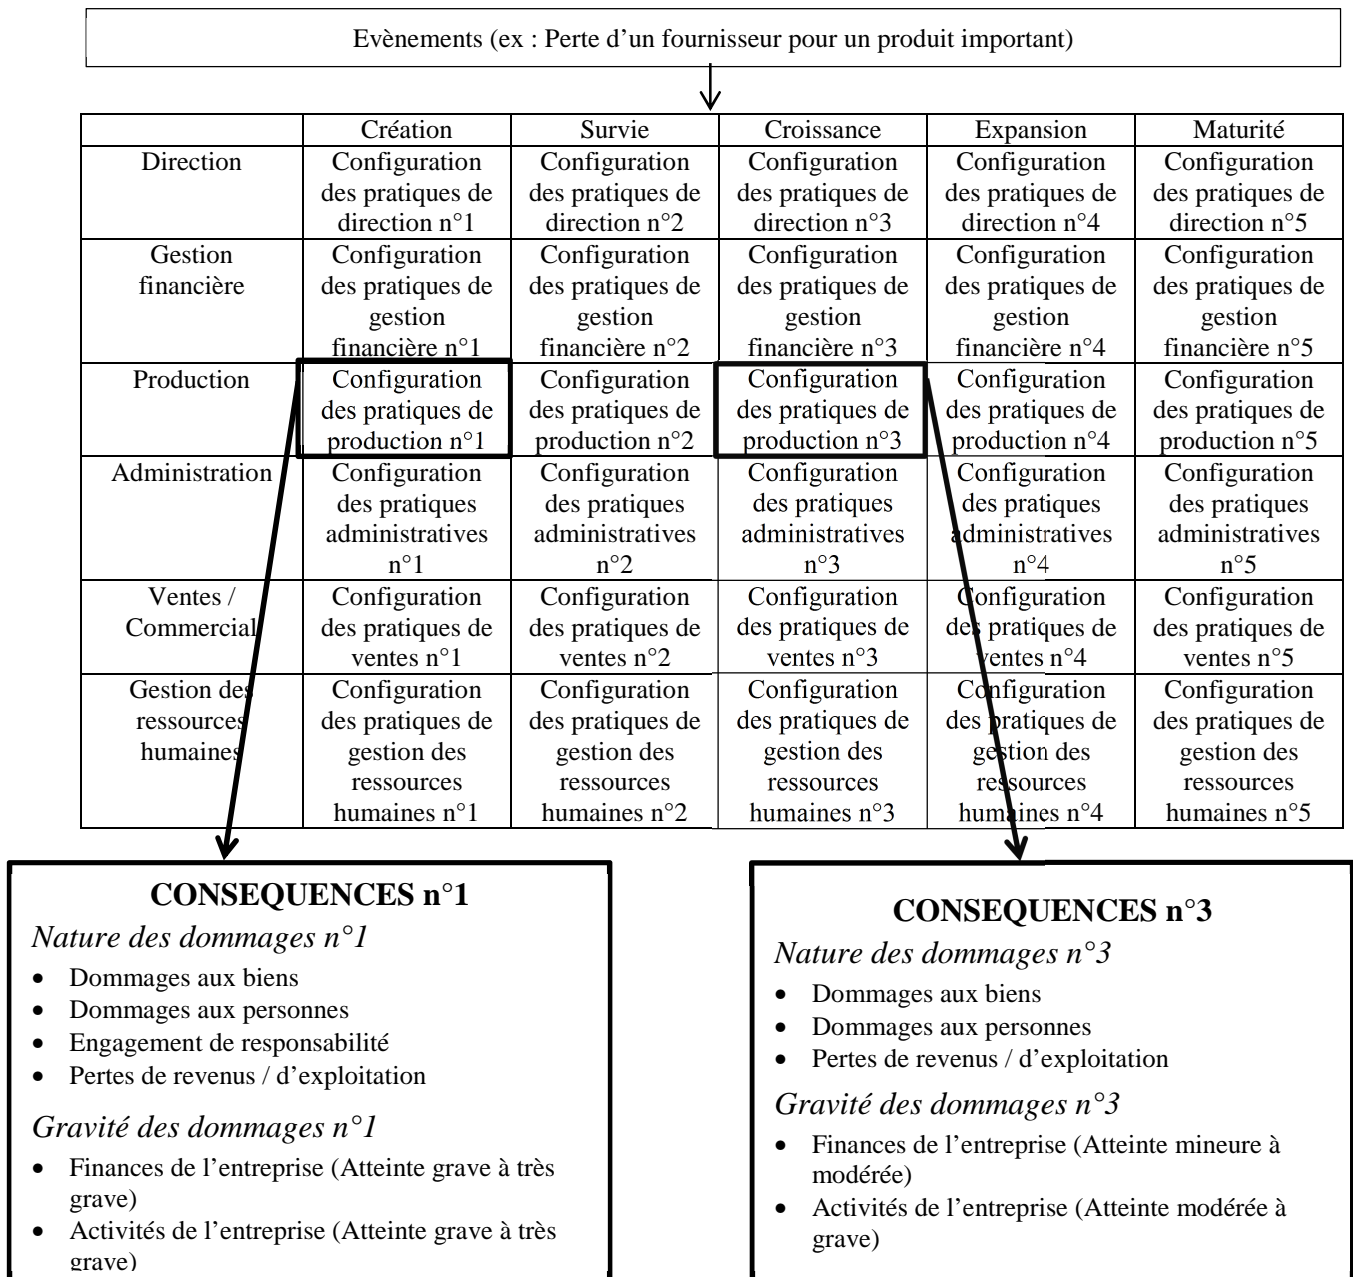 Evènements (ex : Perte d’un fournisseur pour un produit important)
Création Survie Croissance Expansion Maturité
Direction Configuration Configuration Configuration Configuration Configuration
des pratiques de des pratiques de des pratiques de des pratiques de des pratiques de
direction n°1 direction n°2 direction n°3 direction n°4 direction n°5
Gestion Configuration Configuration Configuration Configuration Configuration
financière des pratiques de des pratiques de des pratiques de des pratiques de des pratiques de
gestion gestion gestion gestion gestion
financière n°1 financière n°2 financière n°3 financière n°4 financière n°5
Production Configuration Configuration Configuration Configuration Configuration
des pratiques de des pratiques de des pratiques de des pratiques de des pratiques de
production n°1 production n°2 production n°3 production n°4 production n°5
Administration Configuration Configuration Configuration Configuration Configuration
des pratiques des pratiques des pratiques des pratiques des pratiques
administratives administratives administratives administratives administratives
n°1 n°2 n°3 n°4 n°5
Ventes / Configuration Configuration Configuration Configuration Configuration
Commercial des pratiques de des pratiques de des pratiques de des pratiques de des pratiques de
ventes n°1 ventes n°2 ventes n°3 ventes n°4 ventes n°5
Gestion des Configuration Configuration Configuration Configuration Configuration
ressources des pratiques de des pratiques de des pratiques de des pratiques de des pratiques de
humaines gestion des gestion des gestion des gestion des gestion des
ressources ressources ressources ressources ressources
humaines n°1 humaines n°2 humaines n°3 humaines n°4 humaines n°5
CONSEQUENCES n°1
Nature des dommages n°1
• Dommages aux biens
• Dommages aux personnes
• Engagement de responsabilité
• Pertes de revenus / d’exploitation
Gravité des dommages n°1
• Finances de l’entreprise (Atteinte grave à très
grave)
• Activités de l’entreprise (Atteinte grave à très
grave)
CONSEQUENCES n°3
Nature des dommages n°3
• Dommages aux biens
• Dommages aux personnes
• Pertes de revenus / d’exploitation
Gravité des dommages n°3
• Finances de l’entreprise (Atteinte mineure à
modérée)
• Activités de l’entreprise (Atteinte modérée à
grave)